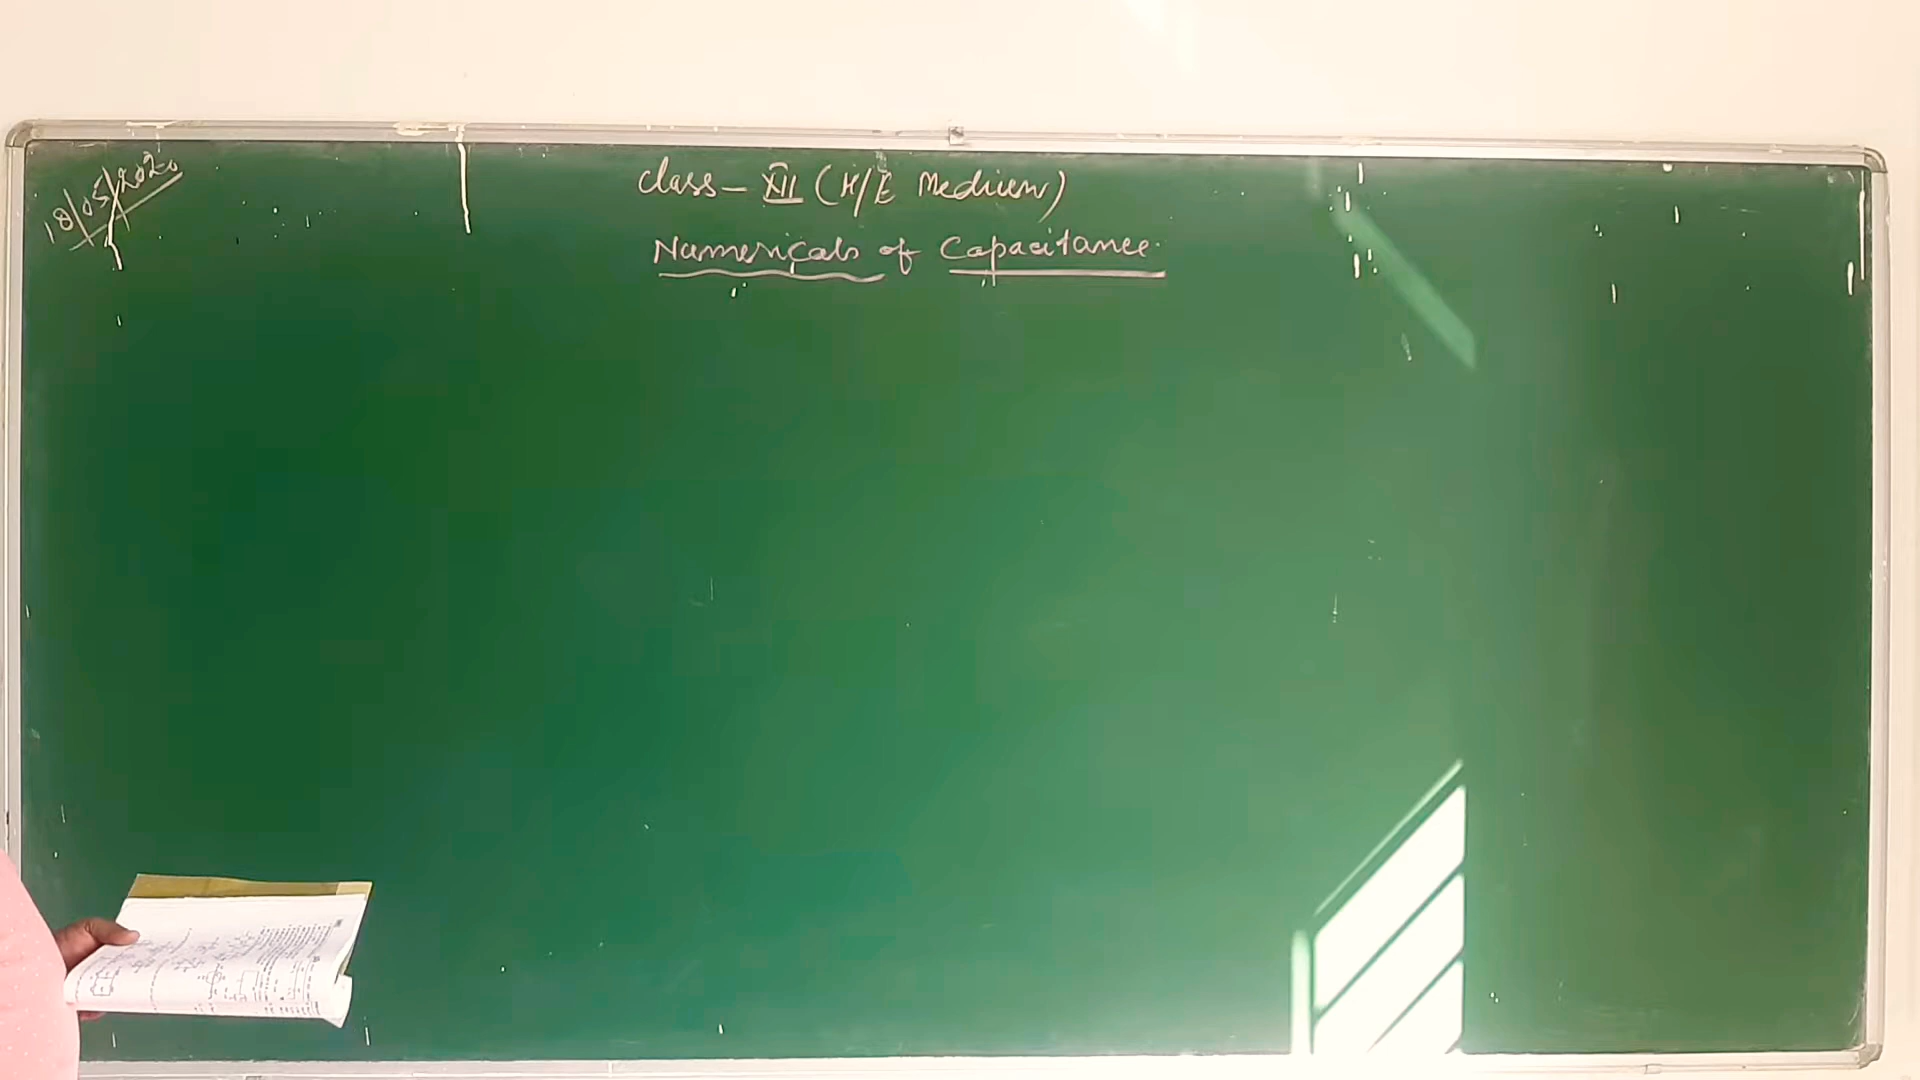 18/05/2020
Class - XII (H/E Medium)
Numericals of Capacitance